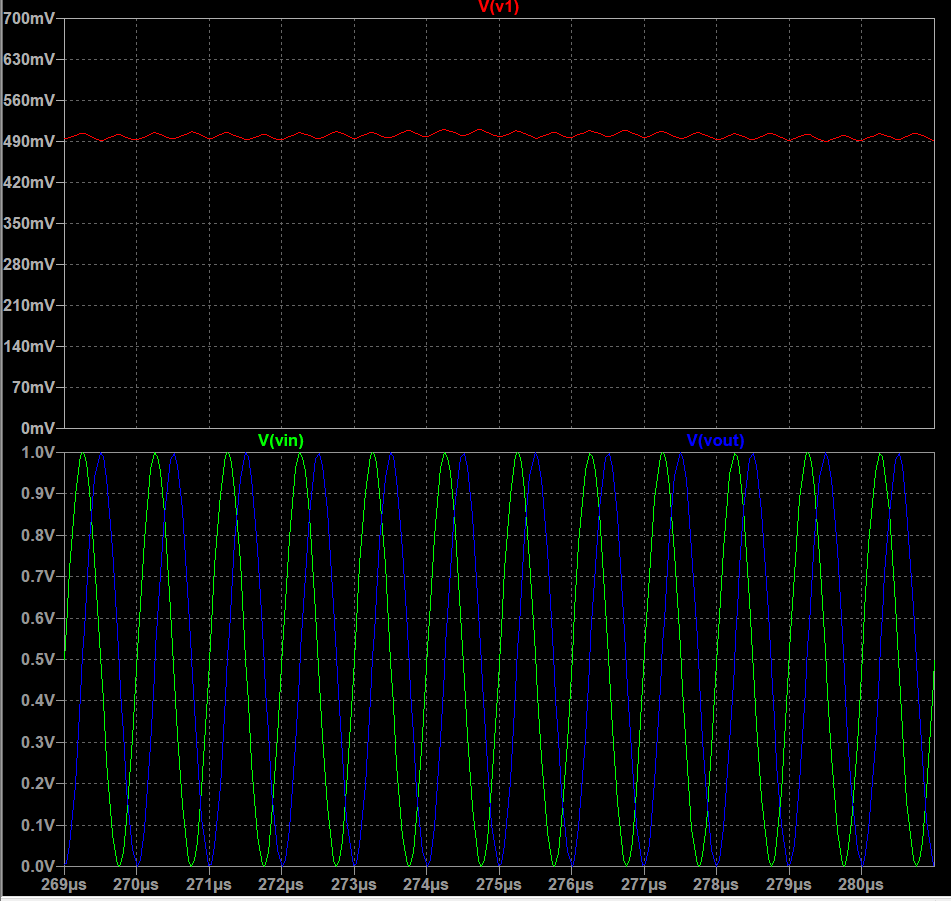 V(v1)
700mV
630mV
560mV
490mV
420mV
350mV
280mV
210mV
140mV
70mV
0mV
V(vin) V(vout)
1.0V
0.9V
0.8V
0.7V
0.6V
0.5V
0.4V
0.3V
0.2V
0.1V
0.0V
269µs 270µs 271µs 272µs 273µs 274µs 275µs 276µs 277µs 278µs 279µs 280µs